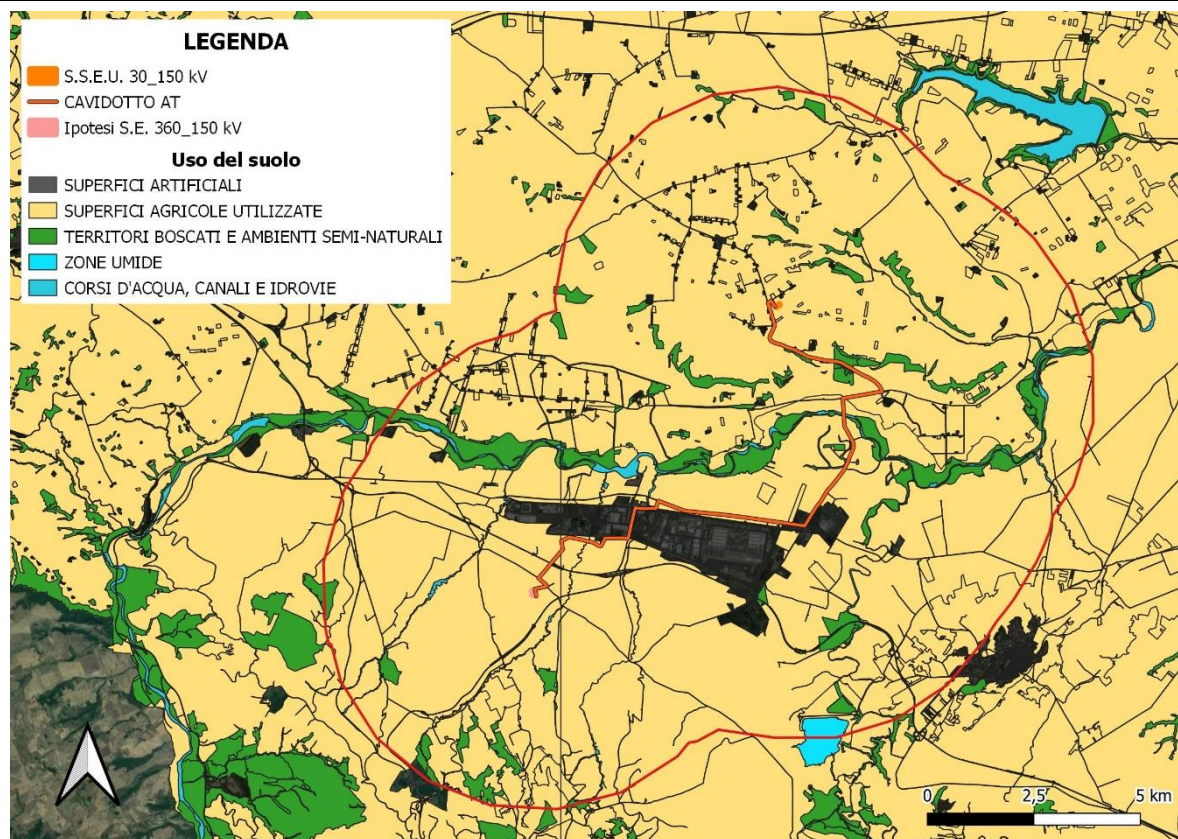 LEGENDA
S.S.E.U. 30_150 kV
CAVIDOTTO AT
Ipotesi S.E. 360_150 kV
Uso del suolo
SUPERFICI ARTIFICIALI
SUPERFICI AGRICOLE UTILIZZATE
TERRITORI BOSCATI E AMBIENTI SEMI-NATURALI
ZONE UMIDE
CORSI D'ACQUA, CANALI E IDROVIE
0 2,5 5 km